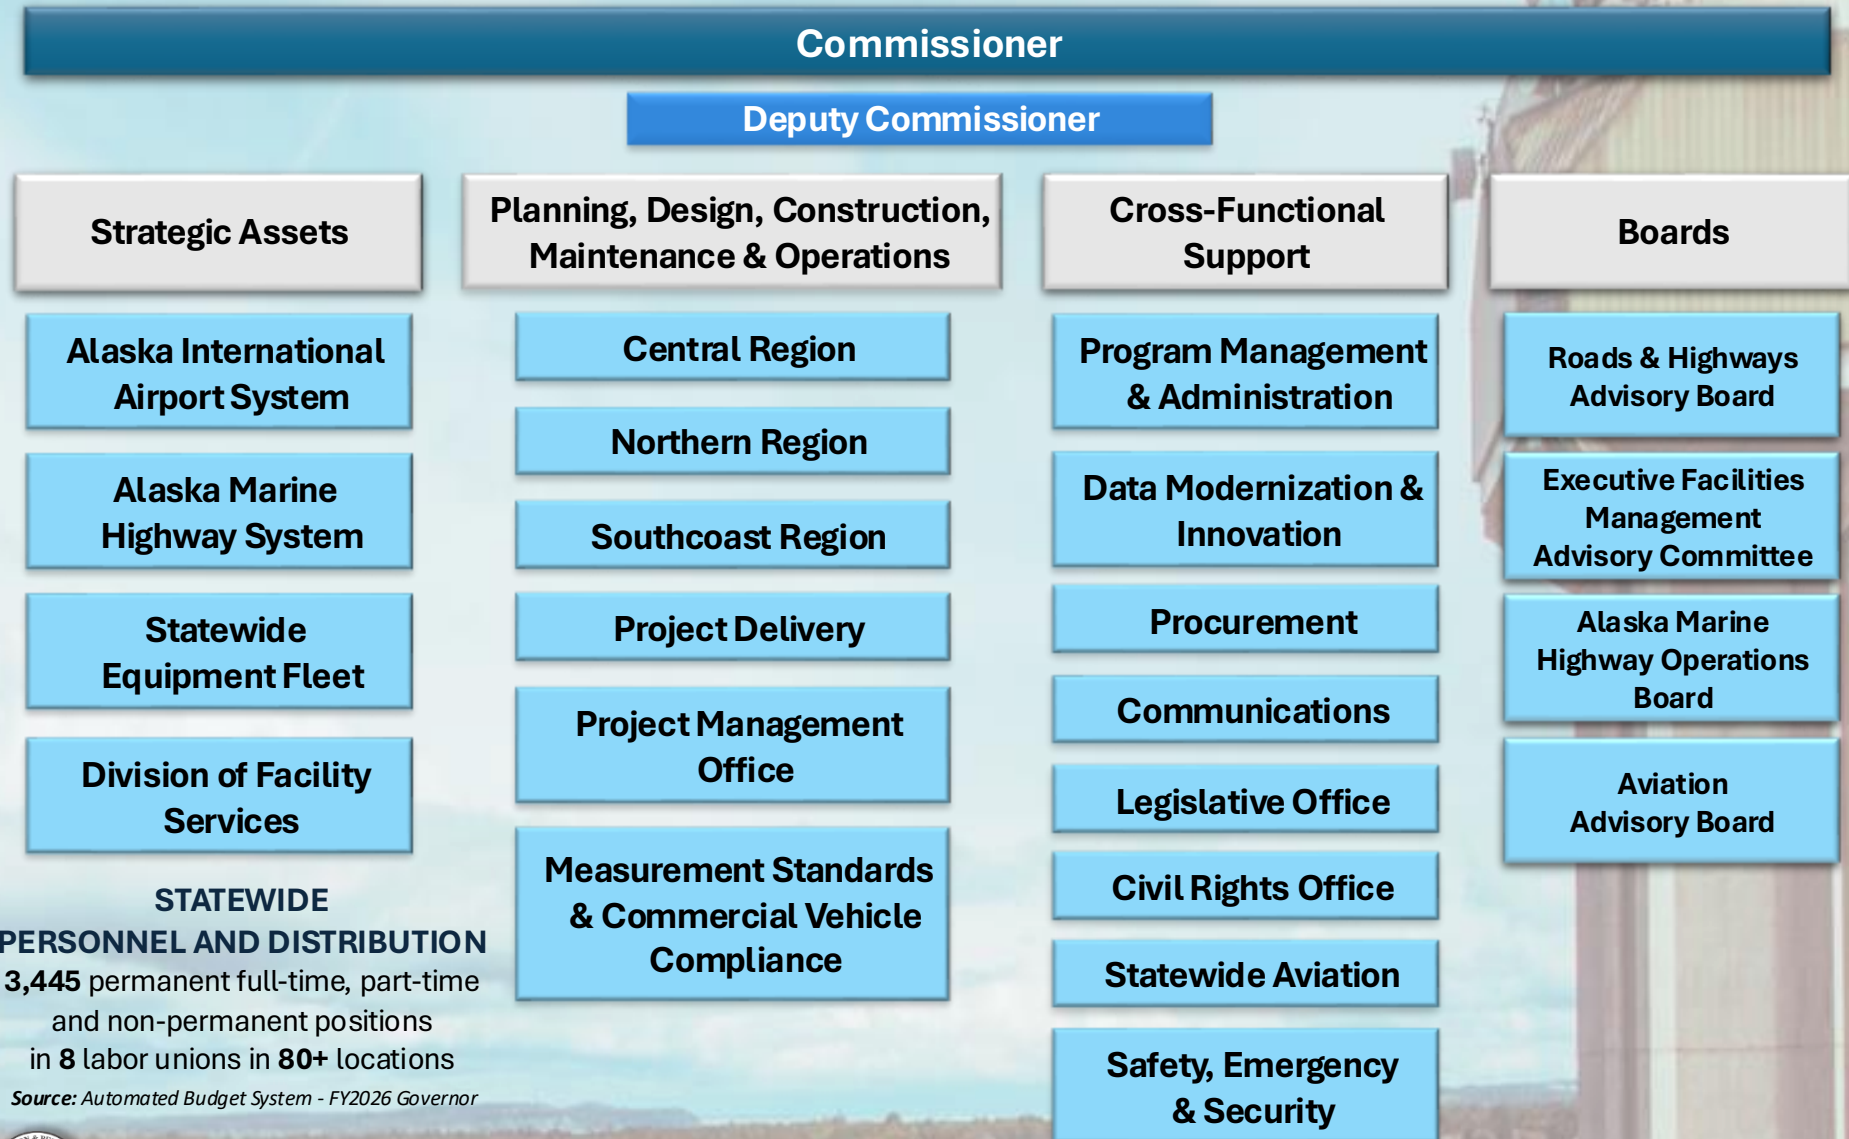 Commissioner
Deputy Commissioner
Strategic Assets
Alaska International
Airport System
Alaska Marine
Highway System
Statewide
Equipment Fleet
Division of Facility
Services
STATEWIDE
PERSONNEL AND DISTRIBUTION
3,445 permanent full-time, part-time
and non-permanent positions
in 8 labor unions in 80+ locations
Source: Automated Budget System - FY2026 Governor
Planning, Design, Construction,
Maintenance & Operations
Central Region
Northern Region
Southcoast Region
Project Delivery
Project Management
Office
Measurement Standards
& Commercial Vehicle
Compliance
Cross-Functional
Support
Program Management
& Administration
Data Modernization &
Innovation
Procurement
Communications
Legislative Office
Civil Rights Office
Statewide Aviation
Safety, Emergency
& Security
Boards
Roads & Highways
Advisory Board
Executive Facilities
Management
Advisory Committee
Alaska Marine
Highway Operations
Board
Aviation
Advisory Board